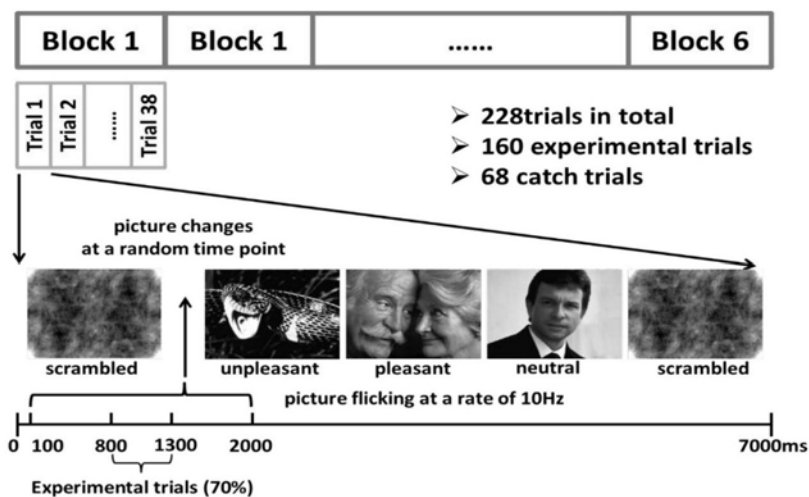 Block 1 Block 1 ...... Block 6
Trial 1 Trial 2 ...... Trial 38
➢ 228trials in total
➢ 160 experimental trials
➢ 68 catch trials
picture changes
at a random time point
scrambled unpleasant pleasant neutral scrambled
picture flicking at a rate of 10Hz
0 100 800 1300 2000 7000ms
Experimental trials (70%)